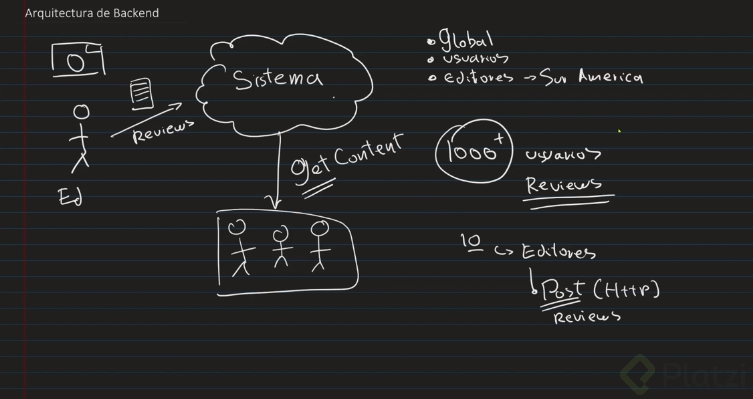 Arquitectura de Backend
Sistema
Reviews
Ed
get Content
• Global
• usuarios
• editores → Sur America
1000+ usuarios
Reviews
10 ↪ Editores
Post (Http)
Reviews
Platzi